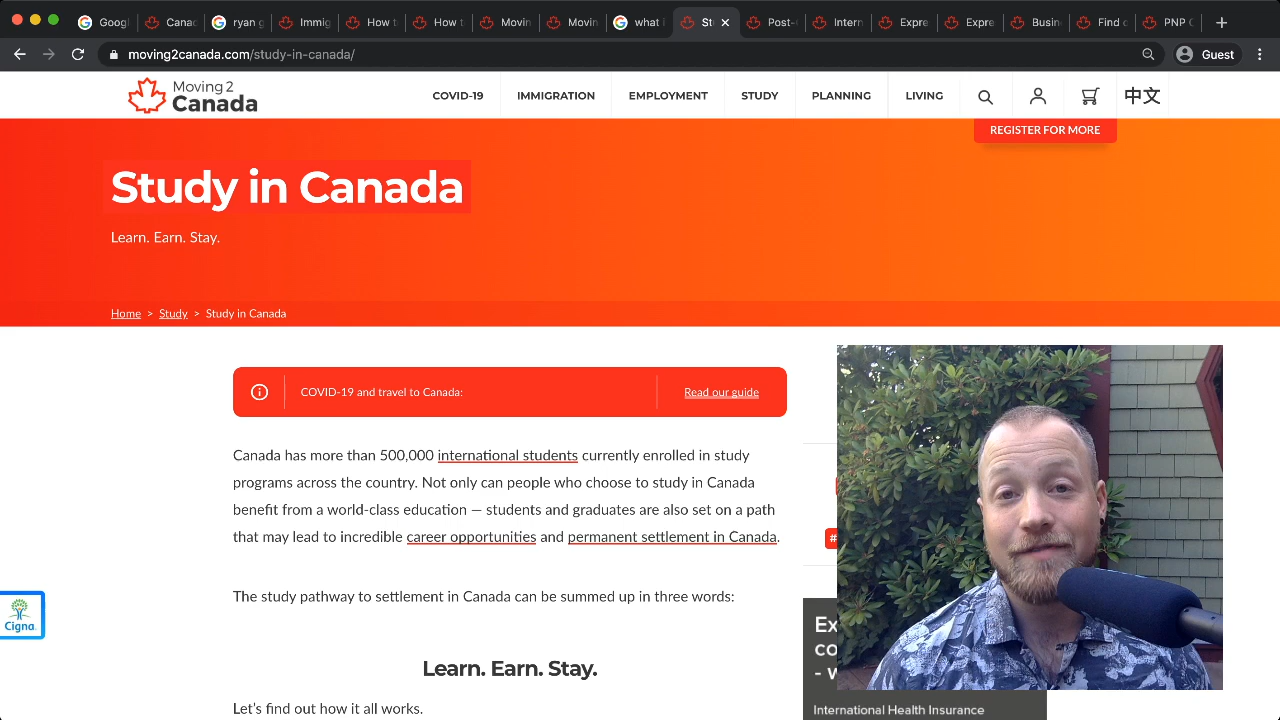 Goog
Canac
ryan g
Immig
How t
How t
Movin
Movin
what i
St
Post-
Intern
Expre
Expre
Busin
Find c
PNP C
moving2canada.com/study-in-canada/
Guest
Moving 2
Canada
COVID-19
IMMIGRATION
EMPLOYMENT
STUDY
PLANNING
LIVING
中文
REGISTER FOR MORE
Study in Canada
Learn. Earn. Stay.
Home > Study > Study in Canada
COVID-19 and travel to Canada:
Read our guide
Canada has more than 500,000 international students currently enrolled in study
programs across the country. Not only can people who choose to study in Canada
benefit from a world-class education — students and graduates are also set on a path
that may lead to incredible career opportunities and permanent settlement in Canada.
#
The study pathway to settlement in Canada can be summed up in three words:
Cigna
Ex
co
- w
Learn. Earn. Stay.
Let's find out how it all works.
International Health Insurance